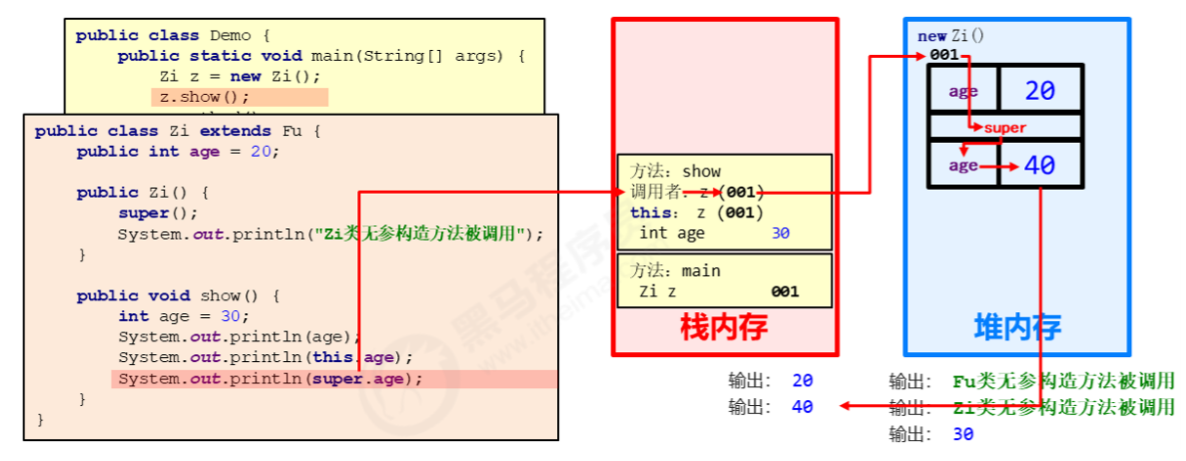 public class Demo {
public static void main(String[] args) {
Zi z = new Zi();
z.show();
public class Zi extends Fu {
public int age = 20;
public Zi() {
super();
System.out.println("Zi类无参构造方法被调用");
}
public void show() {
int age = 30;
System.out.println(age);
System.out.println(this.age);
System.out.println(super.age);
}
}
方法：show
调用者：z (001)
this： z (001)
int age 30
方法：main
Zi z 001
栈内存
new Zi()
001
age 20
super
age 40
堆内存
输出： 20
输出： 40
输出： Fu类无参构造方法被调用
输出： Zi类无参构造方法被调用
输出： 30